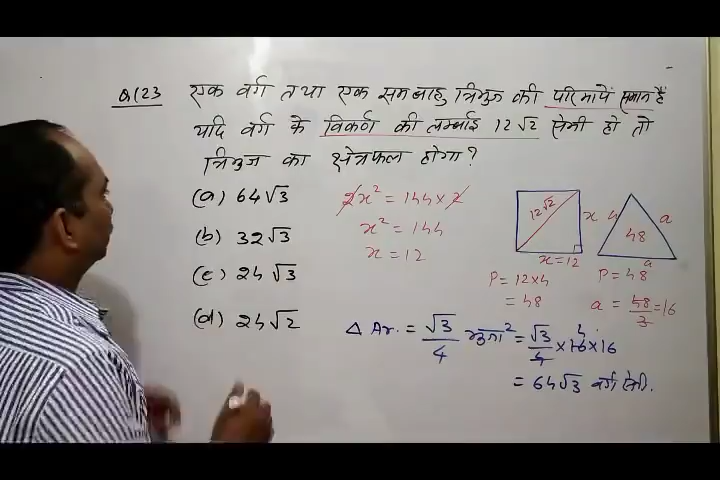 Q123 एक वर्ग तथा एक समबाहु त्रिभुज की परिमापें समान हैं
यदि वर्ग के विकर्ण की लम्बाई 12√2 सेमी हो तो
त्रिभुज का क्षेत्रफल होगा?
(a) 64√3
(b) 32√3
(c) 24√3
(d) 24√2
2x² = 144 × 2
x² = 144
x = 12
12√2
x
x = 12
P = 12×4
= 48
a a
48
a
P = 48
a = 48/3 = 16
△ Ar. = √3/4 भुजा² = √3/4 × 16 × 16
4
= 64√3 वर्ग सेमी.